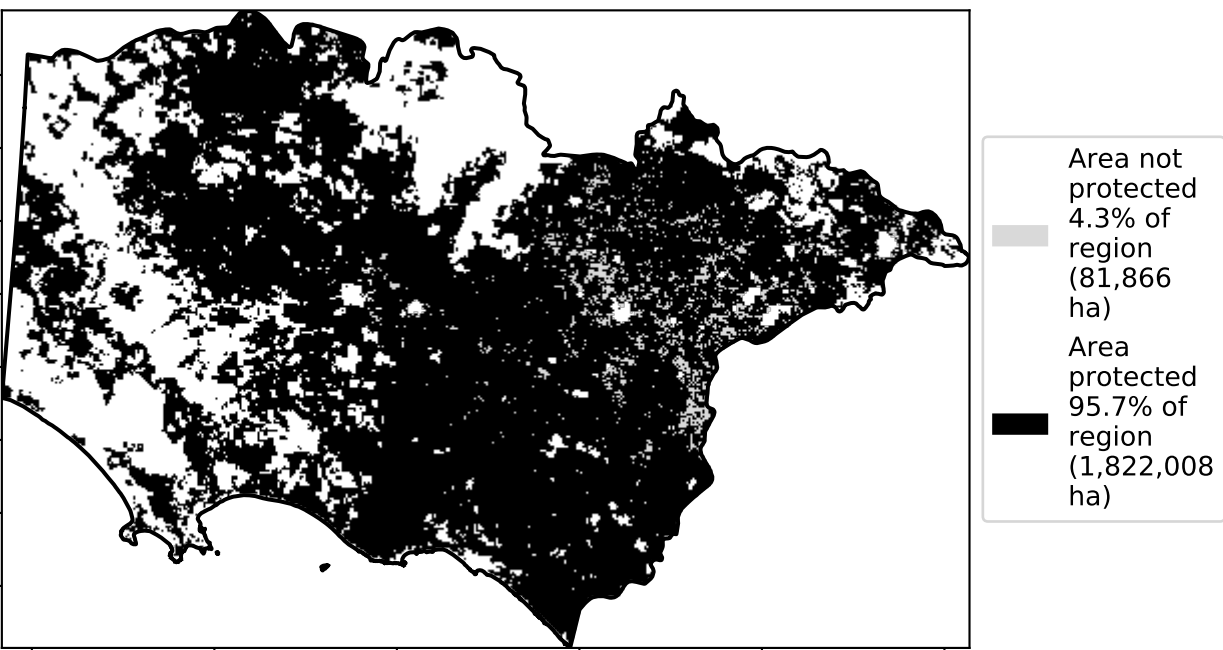 Area not
protected
4.3% of
region
(81,866
ha)
Area
protected
95.7% of
region
(1,822,008
ha)